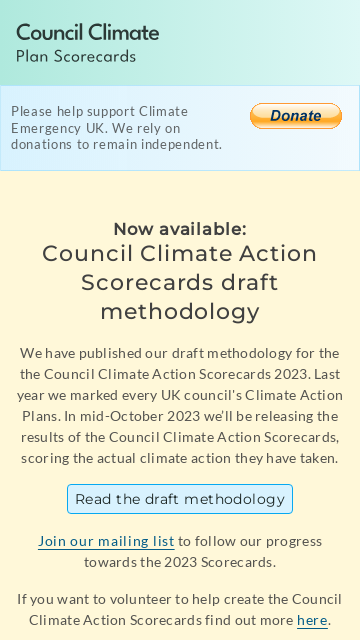 Council Climate
Plan Scorecards
Please help support Climate
Emergency UK. We rely on
donations to remain independent.
Donate
Now available:
Council Climate Action
Scorecards draft
methodology
We have published our draft methodology for the
the Council Climate Action Scorecards 2023. Last
year we marked every UK council's Climate Action
Plans. In mid-October 2023 we’ll be releasing the
results of the Council Climate Action Scorecards,
scoring the actual climate action they have taken.
Read the draft methodology
Join our mailing list to follow our progress
towards the 2023 Scorecards.
If you want to volunteer to help create the Council
Climate Action Scorecards find out more here.